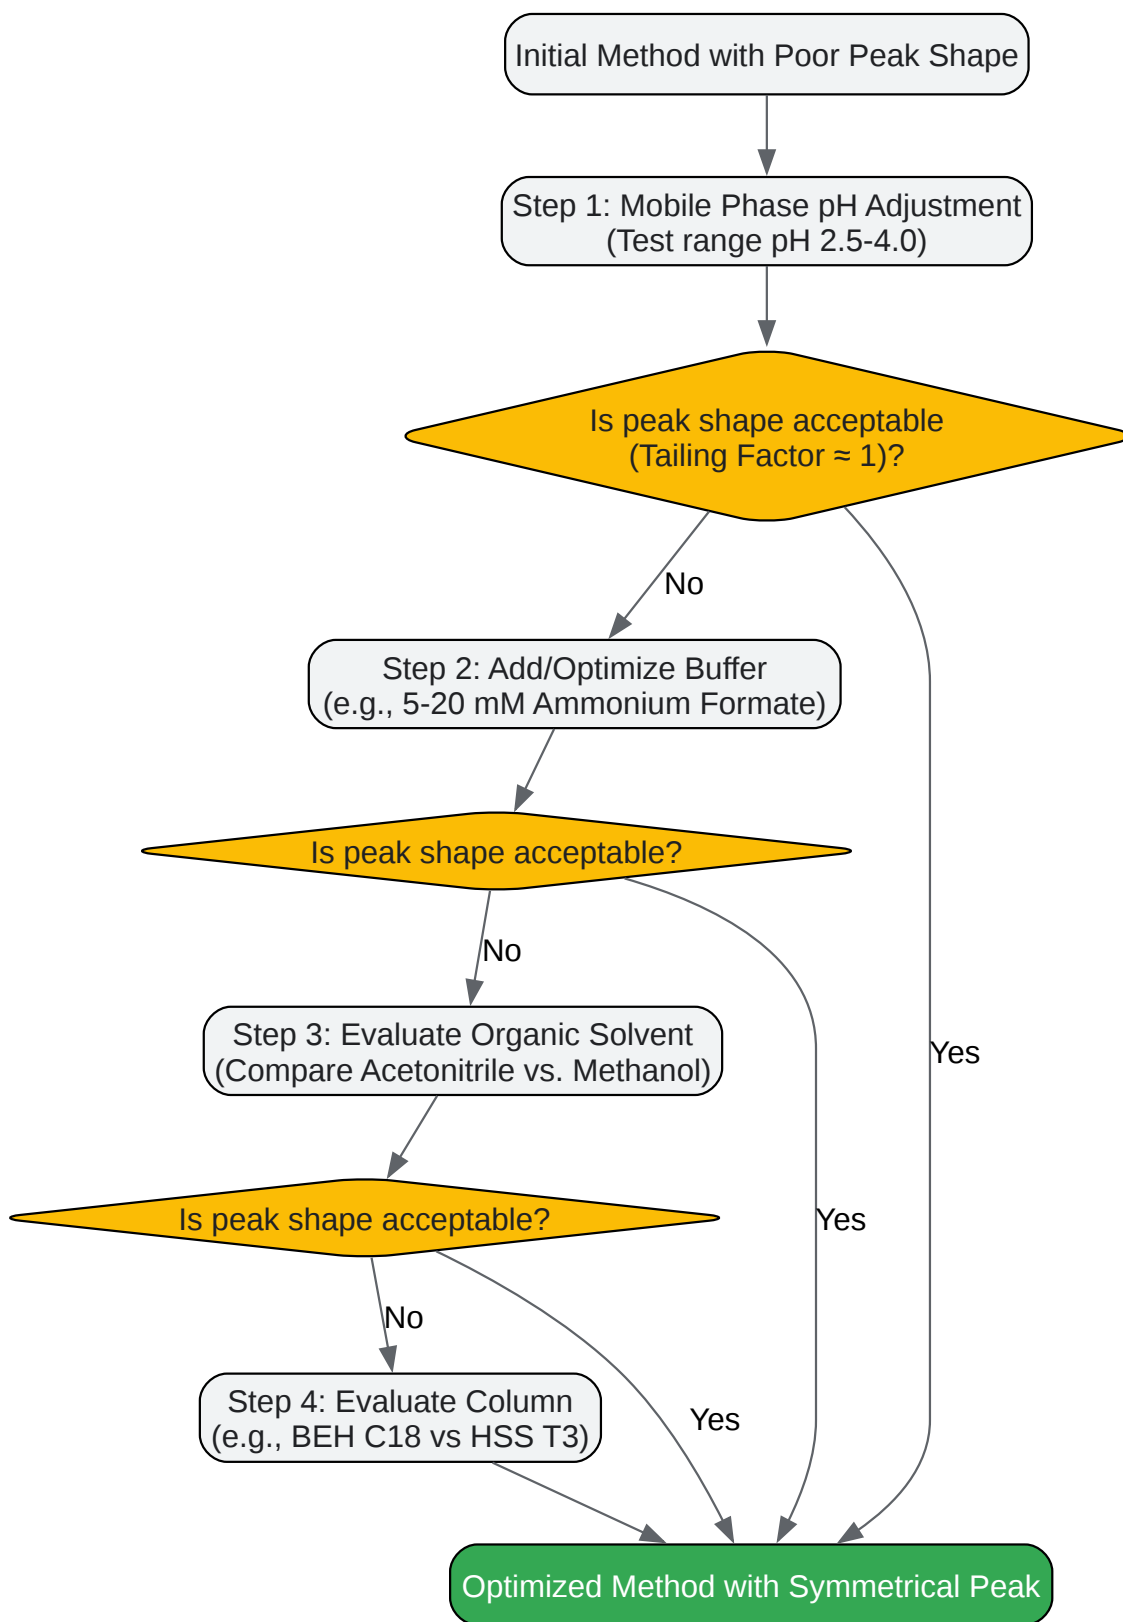 Initial Method with Poor Peak Shape
Step 1: Mobile Phase pH Adjustment
(Test range pH 2.5-4.0)
Is peak shape acceptable
(Tailing Factor ≈ 1)?
No
Step 2: Add/Optimize Buffer
(e.g., 5-20 mM Ammonium Formate)
Is peak shape acceptable?
No
Step 3: Evaluate Organic Solvent
(Compare Acetonitrile vs. Methanol)
Yes
Is peak shape acceptable?
Yes
No
Step 4: Evaluate Column
(e.g., BEH C18 vs HSS T3)
Yes
Optimized Method with Symmetrical Peak